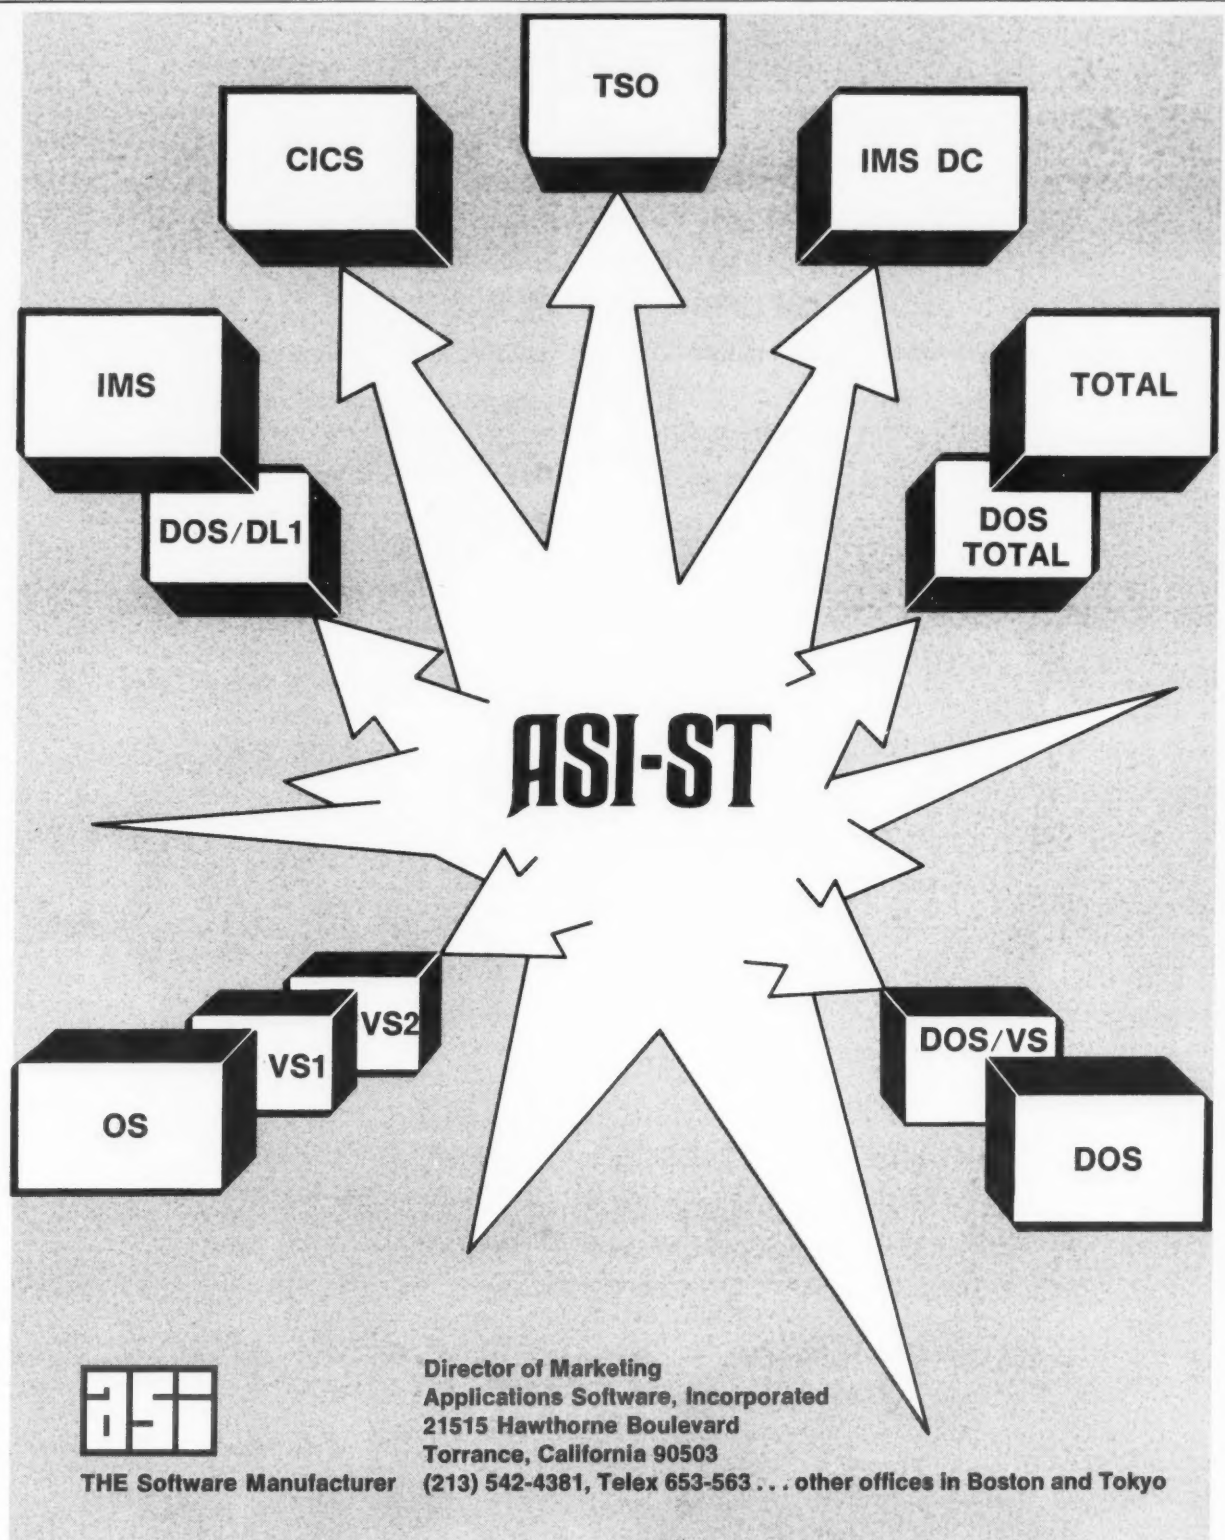 TSO
CICS
IMS DC
IMS
TOTAL
DOS/DL1
DOS
TOTAL
ASI-ST
VS2
DOS/VS
VS1
OS
DOS
asi
Director of Marketing
Applications Software, Incorporated
21515 Hawthorne Boulevard
Torrance, California 90503
THE Software Manufacturer (213) 542-4381, Telex 653-563 . . . other offices in Boston and Tokyo